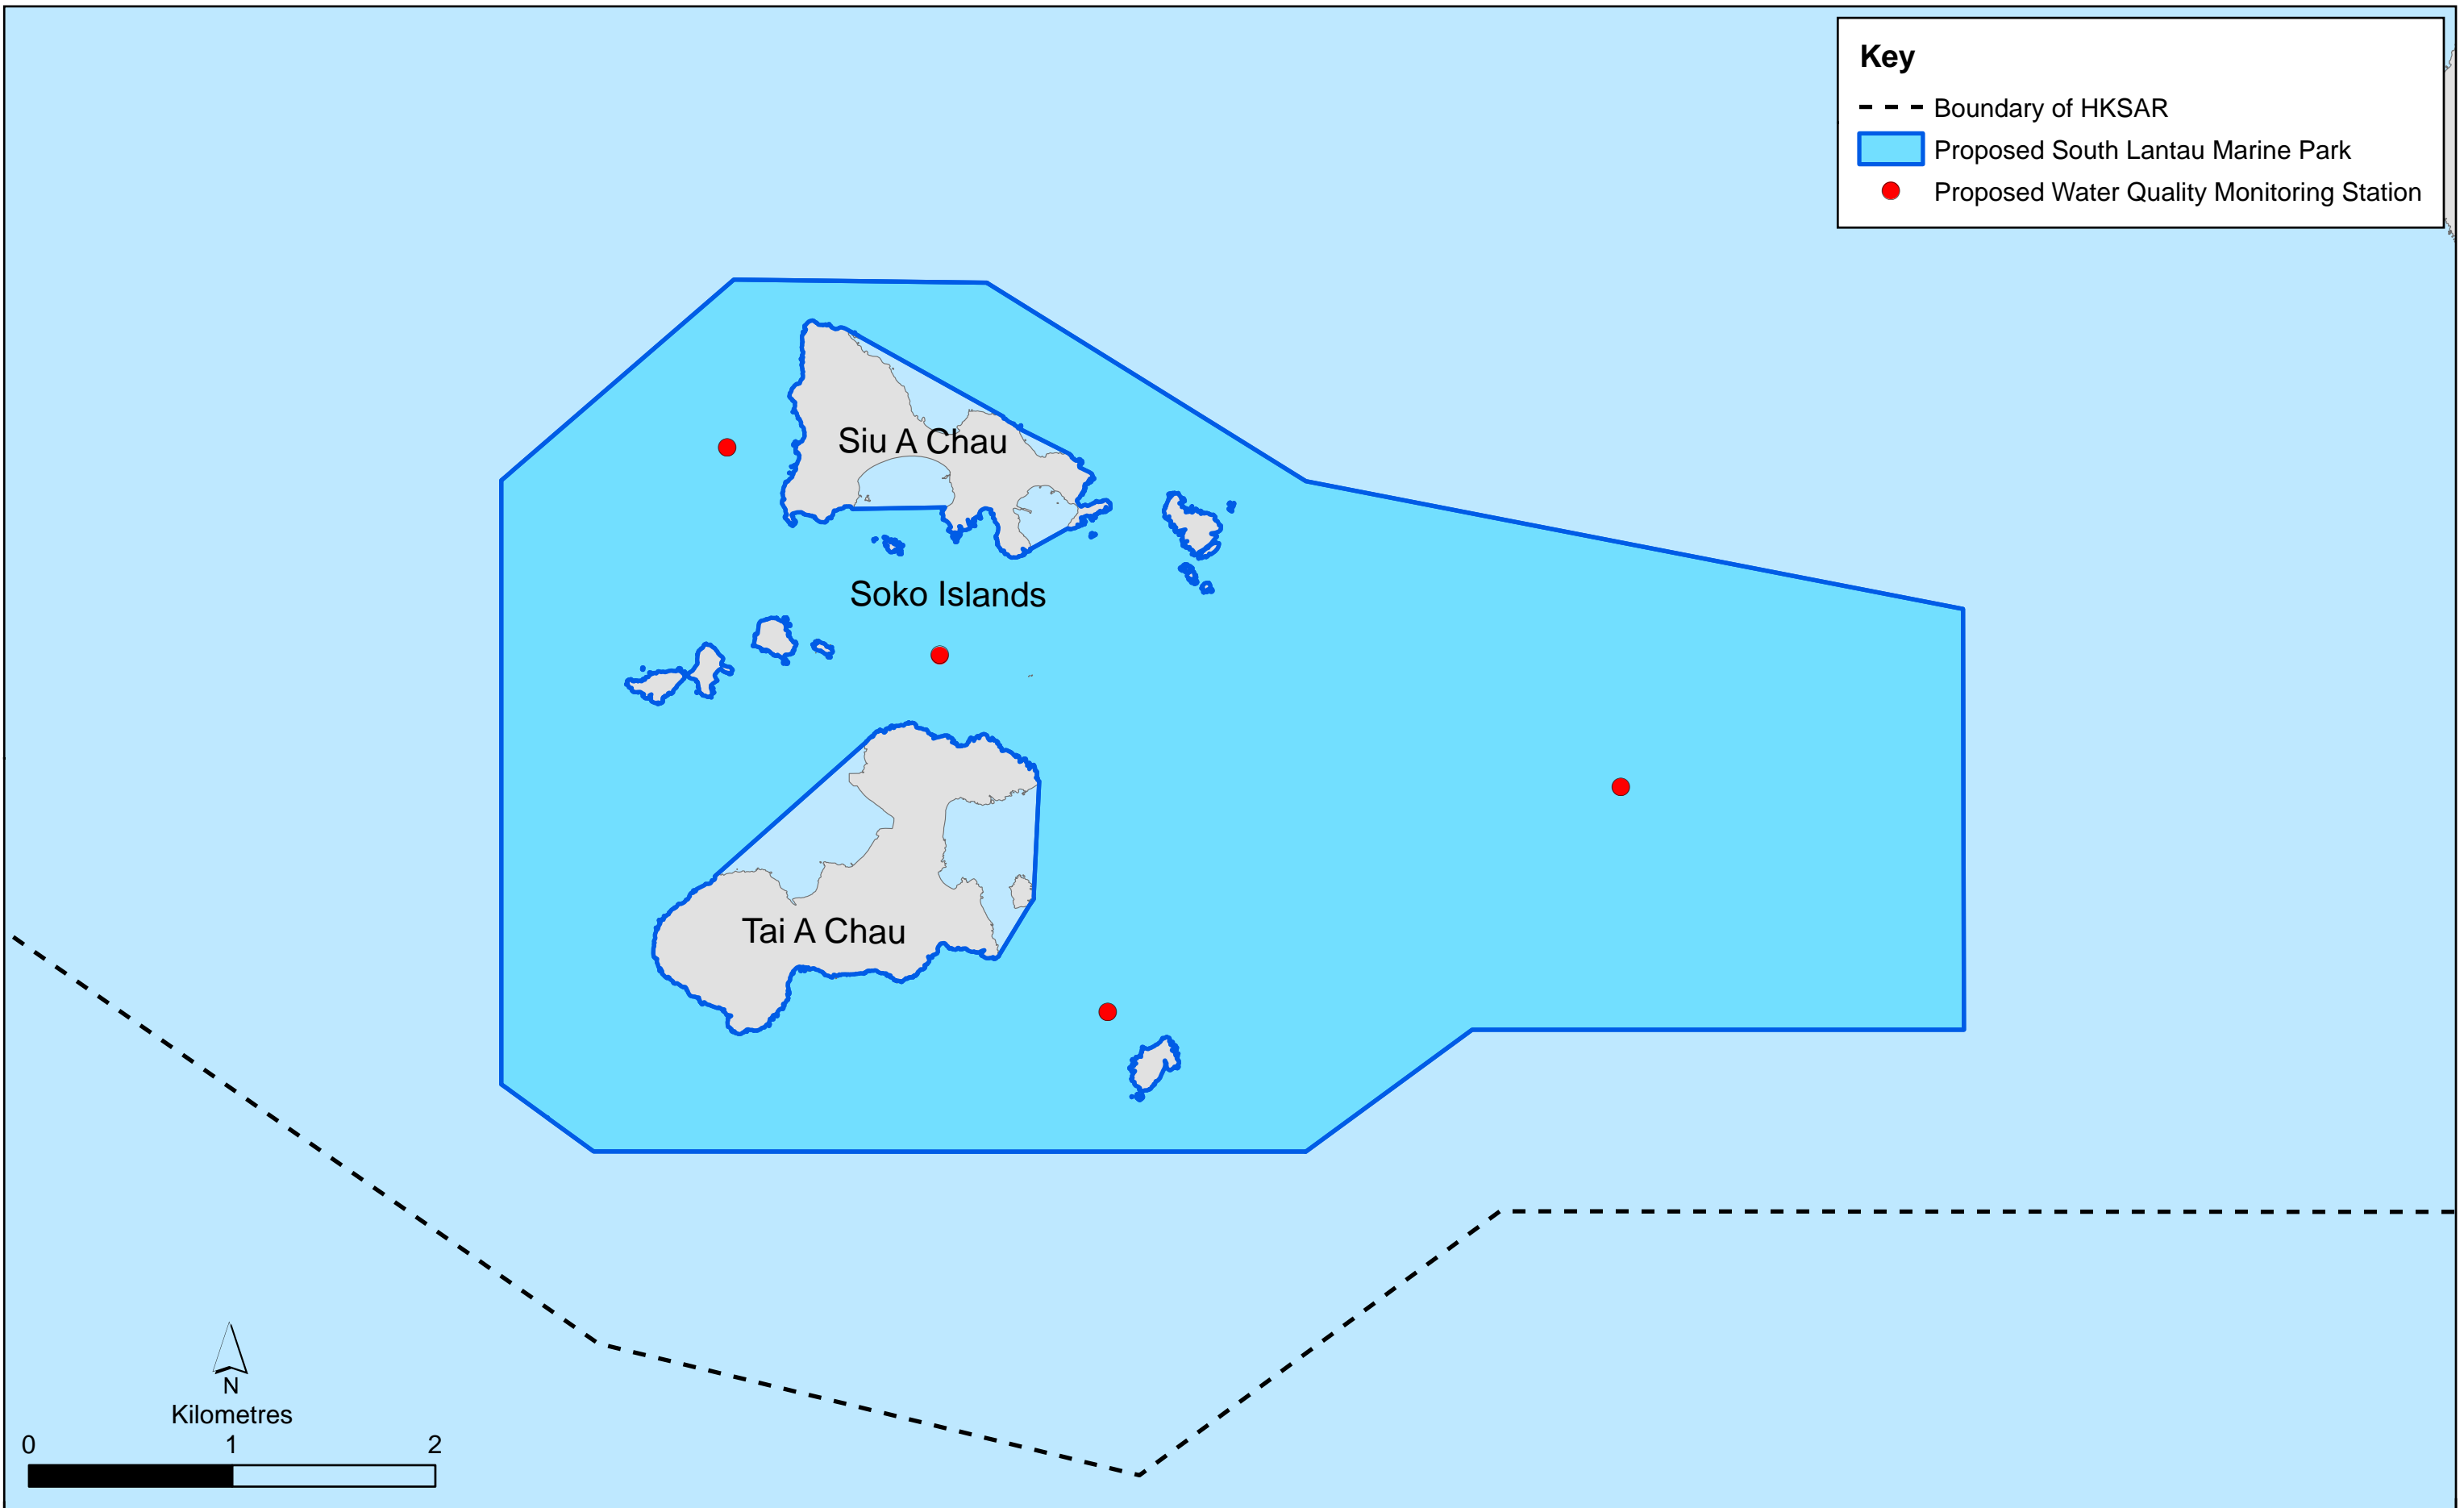 Key
Boundary of HKSAR
Proposed South Lantau Marine Park
Proposed Water Quality Monitoring Station
Siu A Chau
Soko Islands
Tai A Chau
N
Kilometres
0 1 2